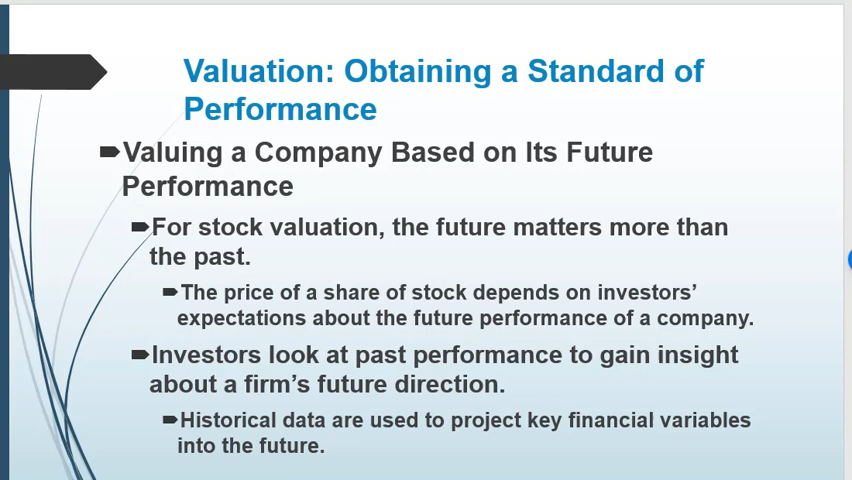 Valuation: Obtaining a Standard of
Performance
Valuing a Company Based on Its Future
Performance
For stock valuation, the future matters more than
the past.
The price of a share of stock depends on investors’
expectations about the future performance of a company.
Investors look at past performance to gain insight
about a firm’s future direction.
Historical data are used to project key financial variables
into the future.